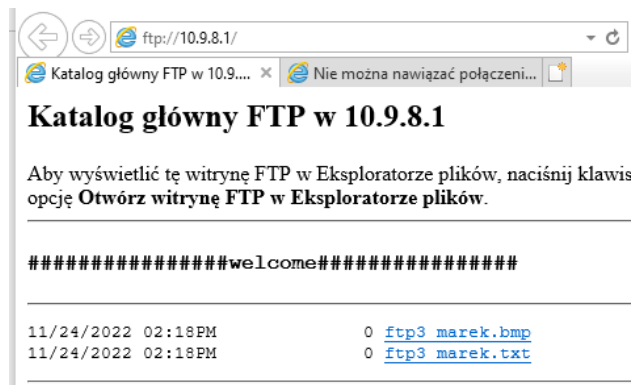 ftp://10.9.8.1/
Katalog główny FTP w 10.9.... Nie można nawiązać połączeni...
Katalog główny FTP w 10.9.8.1
Aby wyświetlić tę witrynę FTP w Eksploratorze plików, naciśnij klawis
opcję Otwórz witrynę FTP w Eksploratorze plików.
################welcome################
11/24/2022 02:18PM 0 ftp3 marek.bmp
11/24/2022 02:18PM 0 ftp3 marek.txt